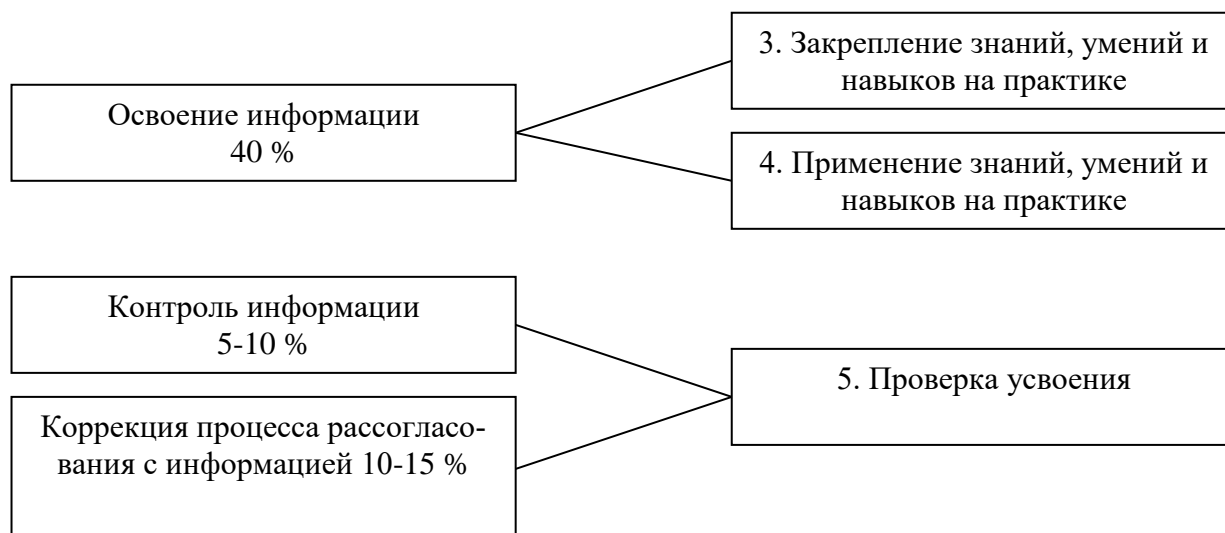 3. Закрепление знаний, умений и
навыков на практике
Освоение информации
40 %
4. Применение знаний, умений и
навыков на практике
Контроль информации
5-10 %
5. Проверка усвоения
Коррекция процесса рассогласо-
вания с информацией 10-15 %